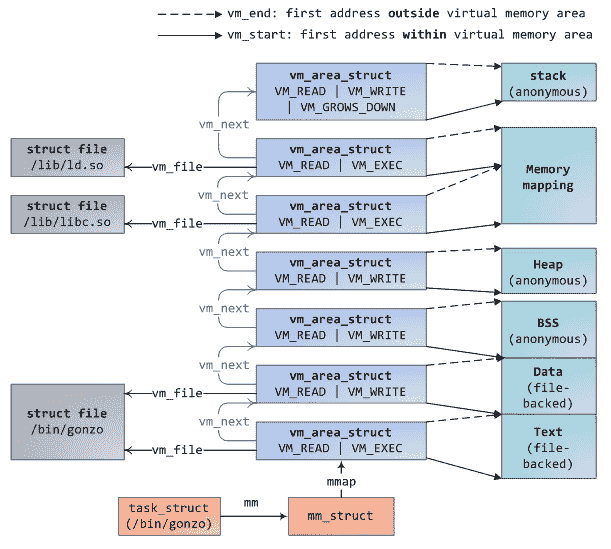 vm_end: first address outside virtual memory area
vm_start: first address within virtual memory area
vm_area_struct
VM_READ | VM_WRITE
| VM_GROWS_DOWN
stack
(anonymous)
vm_next
struct file
/lib/ld.so
vm_file
vm_area_struct
VM_READ | VM_EXEC
Memory
mapping
vm_next
struct file
/lib/libc.so
vm_file
vm_area_struct
VM_READ | VM_EXEC
vm_next
vm_area_struct
VM_READ | VM_WRITE
Heap
(anonymous)
vm_next
vm_area_struct
VM_READ | VM_WRITE
BSS
(anonymous)
vm_next
vm_file
vm_area_struct
VM_READ | VM_WRITE
Data
(file-
backed)
struct file
/bin/gonzo
vm_next
vm_file
vm_area_struct
VM_READ | VM_EXEC
Text
(file-
backed)
mmap
task_struct
(/bin/gonzo)
mm
mm_struct